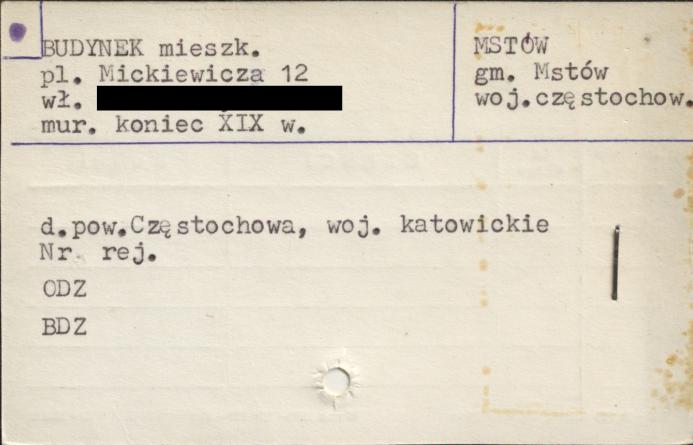 BUDYNEK mieszk.
pl. Mickiewicza 12
wł.
mur. koniec XIX w.
MSTÓW
gm. Mstów
woj.częstochow.
d.pow.Częstochowa, woj. katowickie
Nr. rej.
ODZ
BDZ